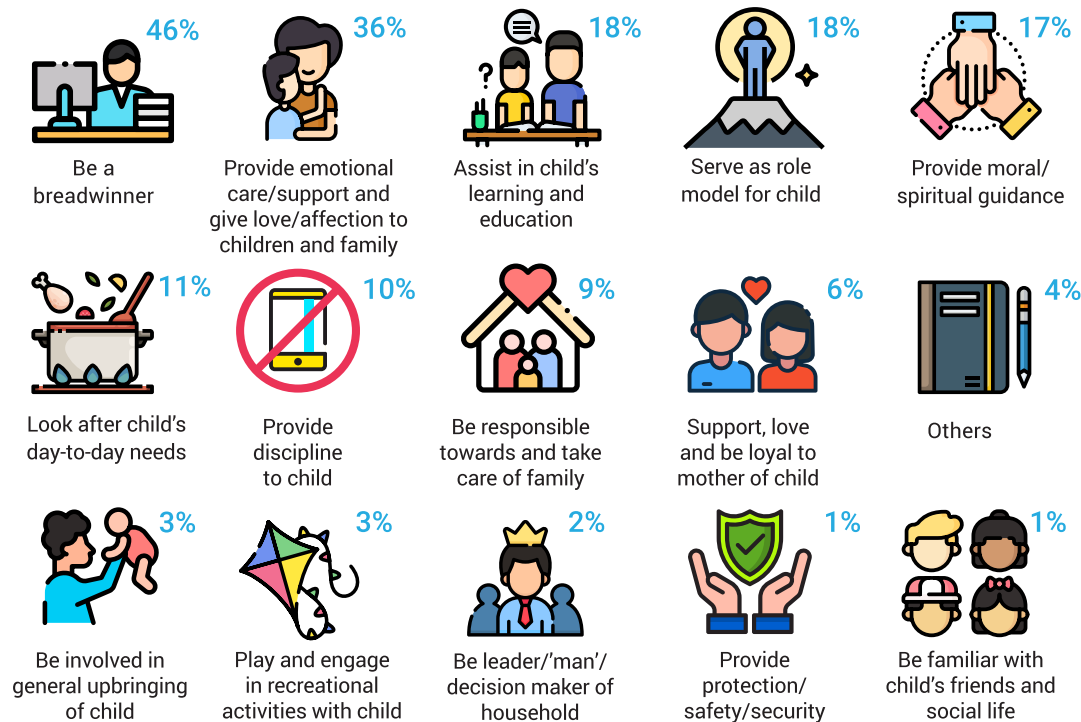 46%
Be a
breadwinner
36%
Provide emotional
care/support and
give love/affection to
children and family
18%
?
Assist in child’s
learning and
education
18%
Serve as role
model for child
17%
Provide moral/
spiritual guidance
11%
Look after child’s
day-to-day needs
10%
Provide
discipline
to child
9%
Be responsible
towards and take
care of family
6%
Support, love
and be loyal to
mother of child
4%
Others
3%
Be involved in
general upbringing
of child
3%
Play and engage
in recreational
activities with child
2%
Be leader/’man’/
decision maker of
household
1%
Provide
protection/
safety/security
1%
Be familiar with
child’s friends and
social life